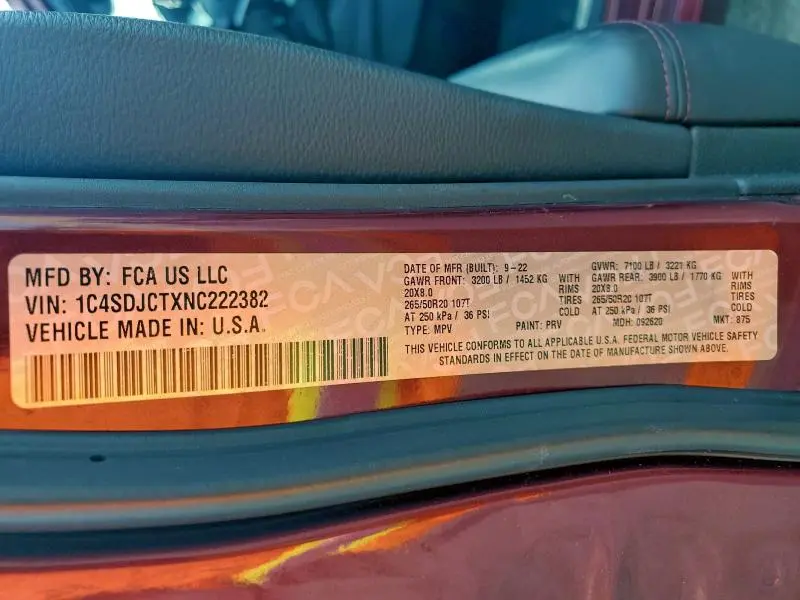 MFD BY: FCA US LLC
VIN: 1C4SDJCTXNC222382
VEHICLE MADE IN: U.S.A.
DATE OF MFR (BUILT): 9-22 GVWR: 7100 LB / 3221 KG
GAWR FRONT: 3200 LB / 1452 KG WITH GAWR REAR: 3900 LB / 1770 KG WITH
20X8.0 RIMS 20X8.0 RIMS
265/50R20 107T TIRES 265/50R20 107T TIRES
AT 250 kPa / 36 PSI COLD AT 250 kPa / 36 PSI COLD
TYPE: MPV PAINT: PRV MDH: 092620 MKT: 875
THIS VEHICLE CONFORMS TO ALL APPLICABLE U.S.A. FEDERAL MOTOR VEHICLE SAFETY
STANDARDS IN EFFECT ON THE DATE OF MANUFACTURE SHOWN ABOVE.